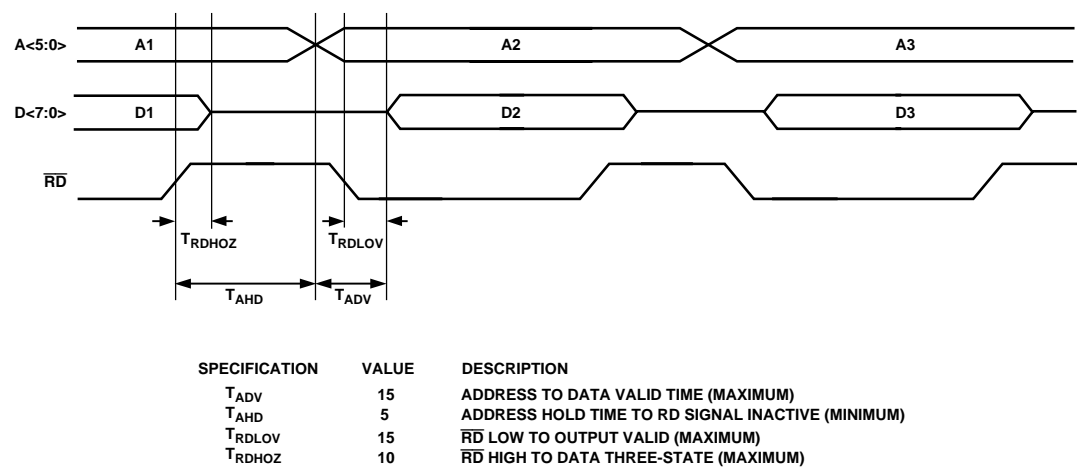 A<5:0> A1 A2 A3
D<7:0> D1 D2 D3
RD
TRDHOZ TRDLOV
TAHD TADV
SPECIFICATION VALUE DESCRIPTION
TADV 15 ADDRESS TO DATA VALID TIME (MAXIMUM)
TAHD 5 ADDRESS HOLD TIME TO RD SIGNAL INACTIVE (MINIMUM)
TRDLOV 15 RD LOW TO OUTPUT VALID (MAXIMUM)
TRDHOZ 10 RD HIGH TO DATA THREE-STATE (MAXIMUM)